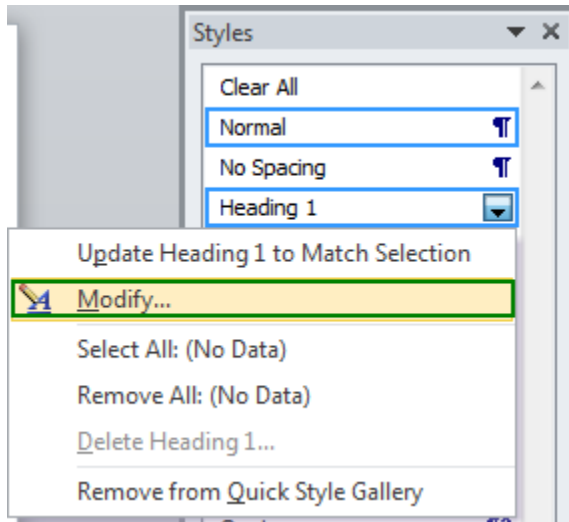 Styles
Clear All
Normal ¶
No Spacing ¶
Heading 1
Update Heading 1 to Match Selection
Modify...
Select All: (No Data)
Remove All: (No Data)
Delete Heading 1...
Remove from Quick Style Gallery